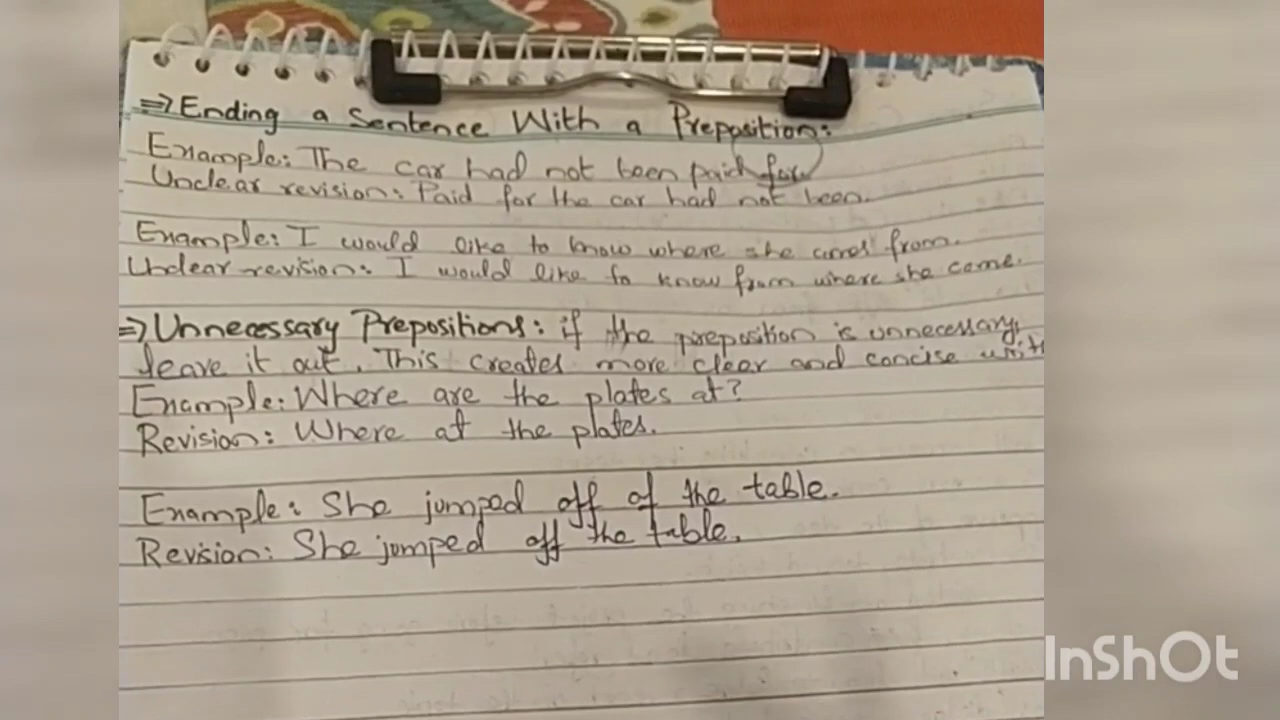 ⇒ Ending a Sentence With a Preposition:
Example: The car had not been paid for
Unclear revision: Paid for the car had not been.
Example: I would like to know where she comes from.
Unclear revision: I would like to know from where she come.
⇒ Unnecessary Prepositions: if the preposition is unnecessary,
leave it out. This creates more clear and concise writ
Example: Where are the plates at?
Revision: Where at the plates.
Example: She jumped off of the table.
Revision: She jumped off the table.
InShOt